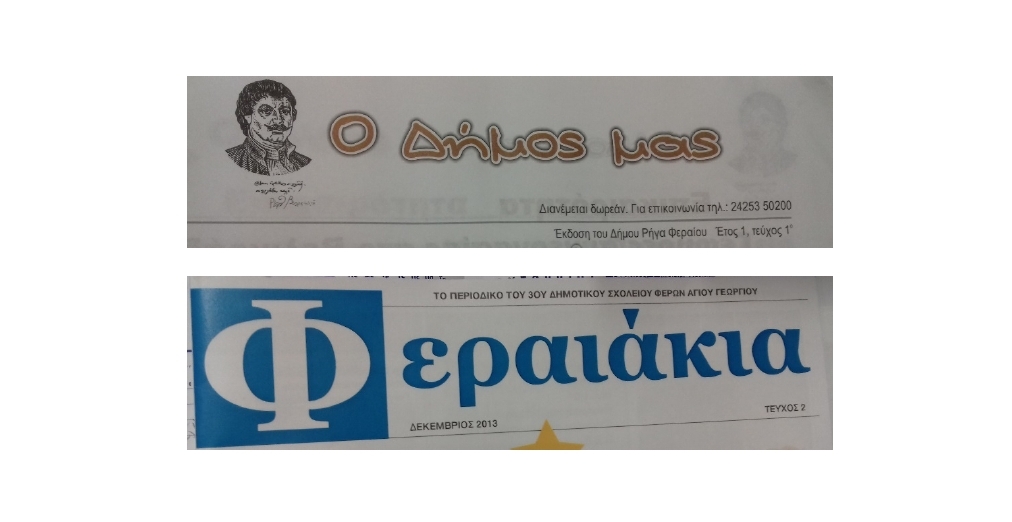 Ο Δήμος μας
Διανέμεται δωρεάν. Για επικοινωνία τηλ.: 24253 50200
Έκδοση του Δήμου Ρήγα Φεραίου Έτος 1, τεύχος 1°
ΤΟ ΠΕΡΙΟΔΙΚΟ ΤΟΥ 3ΟΥ ΔΗΜΟΤΙΚΟΥ ΣΧΟΛΕΙΟΥ ΦΕΡΩΝ ΑΓΙΟΥ ΓΕΩΡΓΙΟΥ
Φεραιάκια
ΔΕΚΕΜΒΡΙΟΣ 2013 ΤΕΥΧΟΣ 2